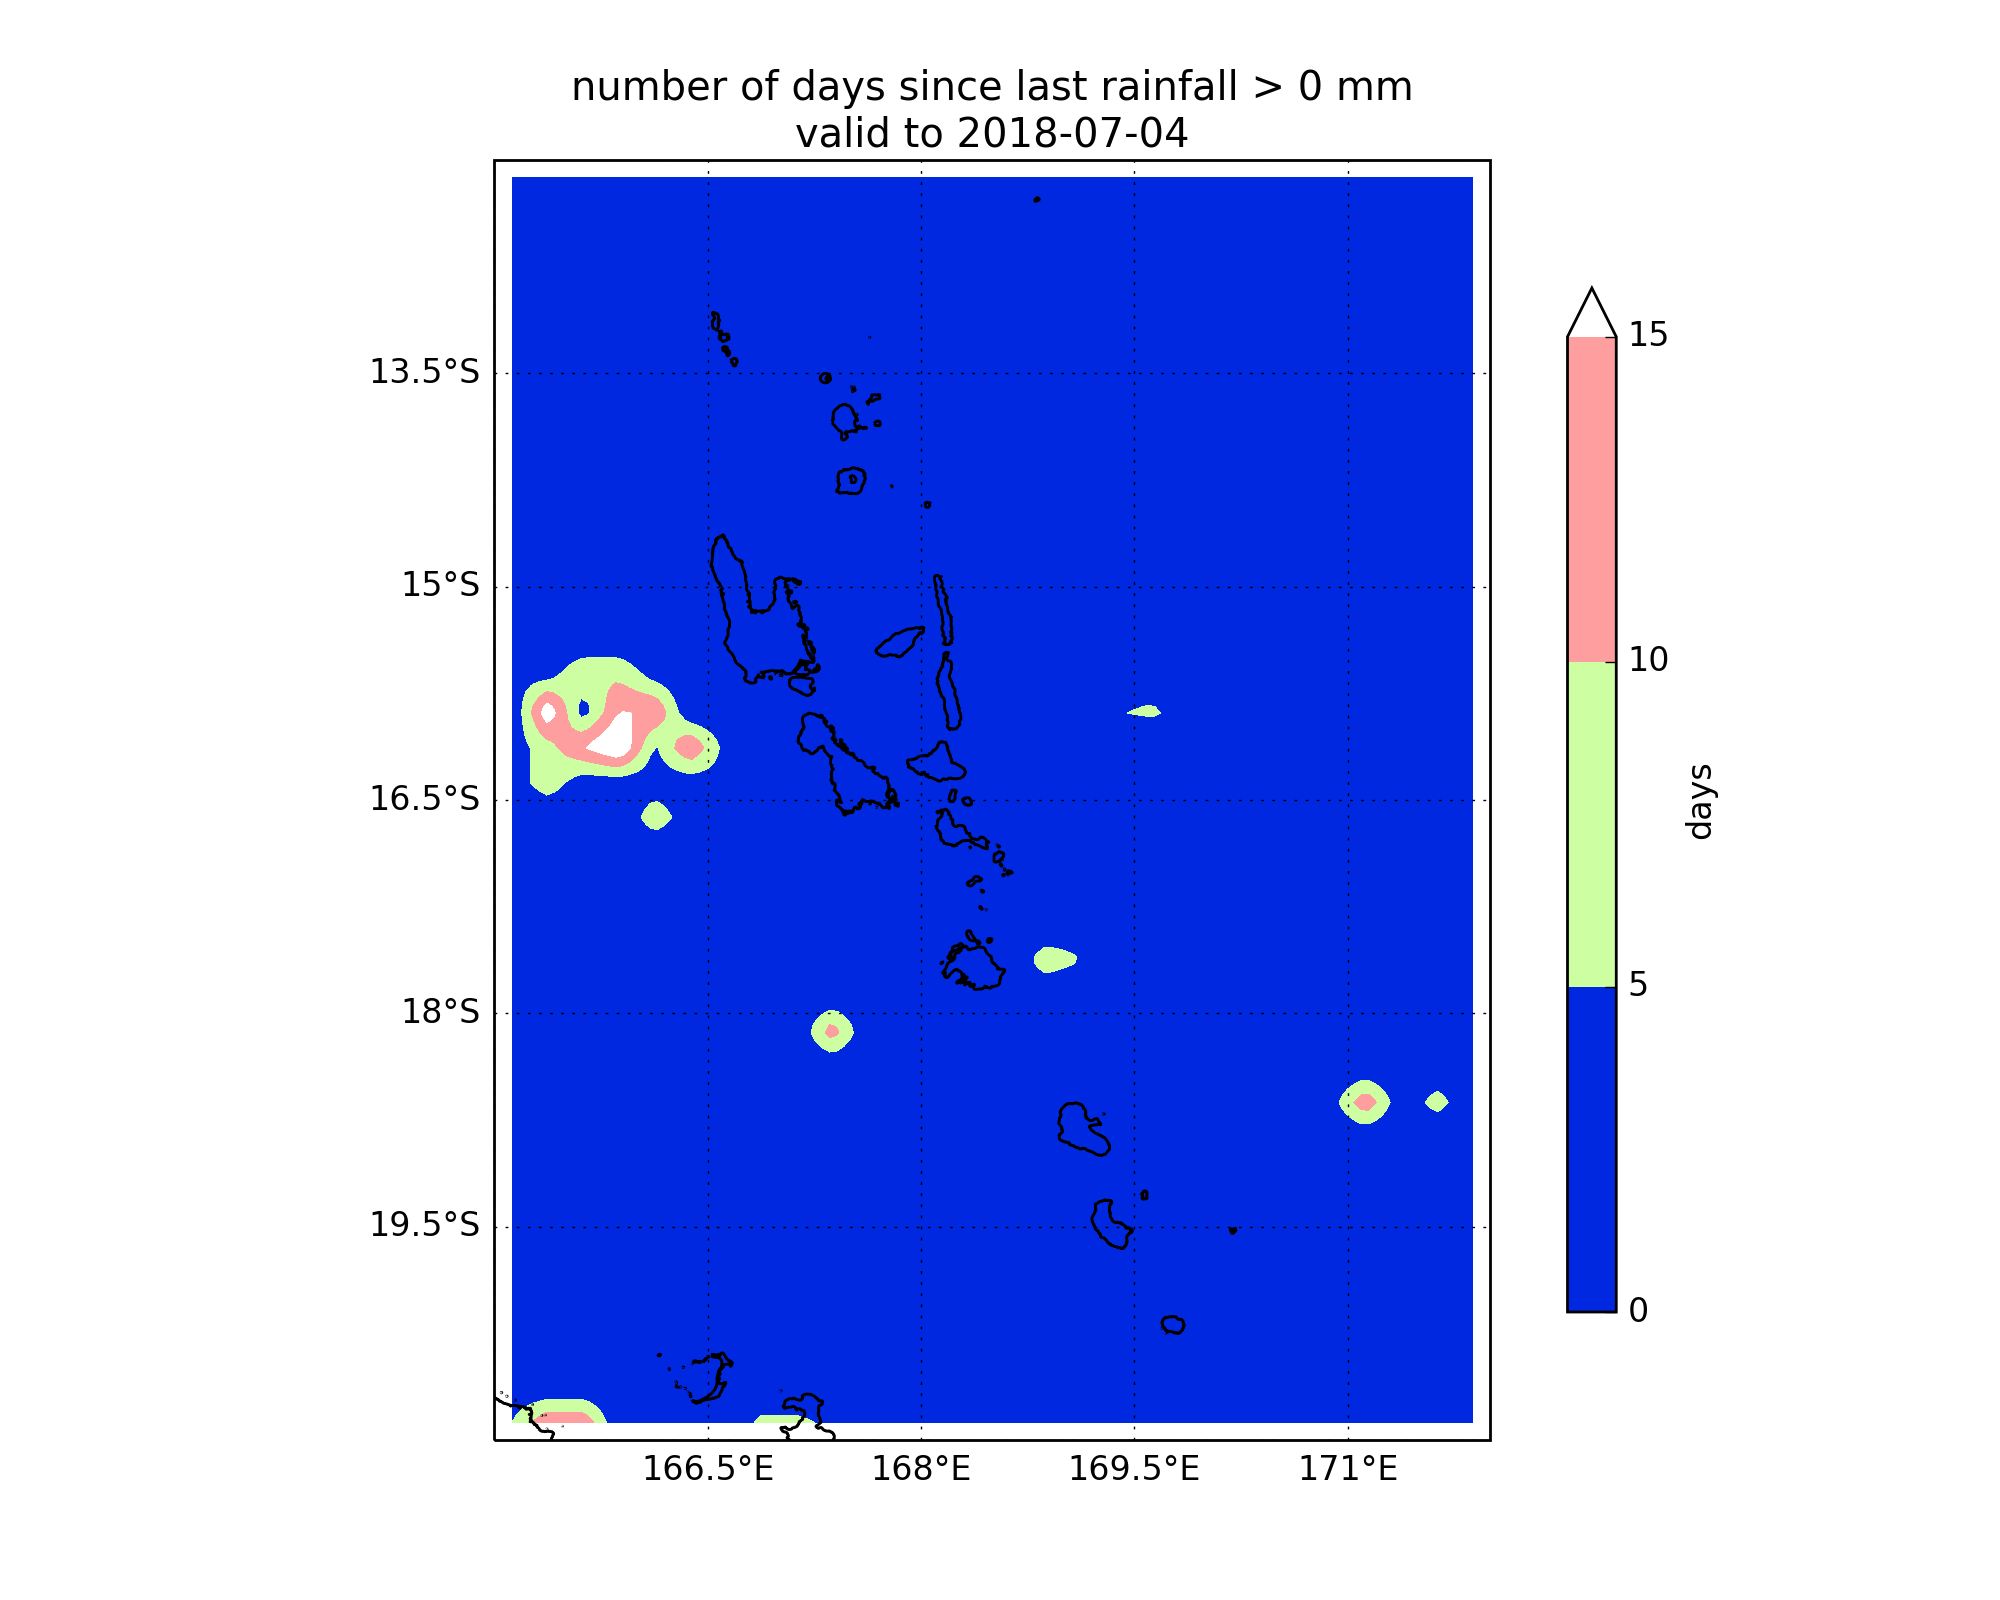 number of days since last rainfall > 0 mm
valid to 2018-07-04
13.5°S
15°S
16.5°S
18°S
19.5°S
166.5°E
168°E
169.5°E
171°E
15
10
5
0
days